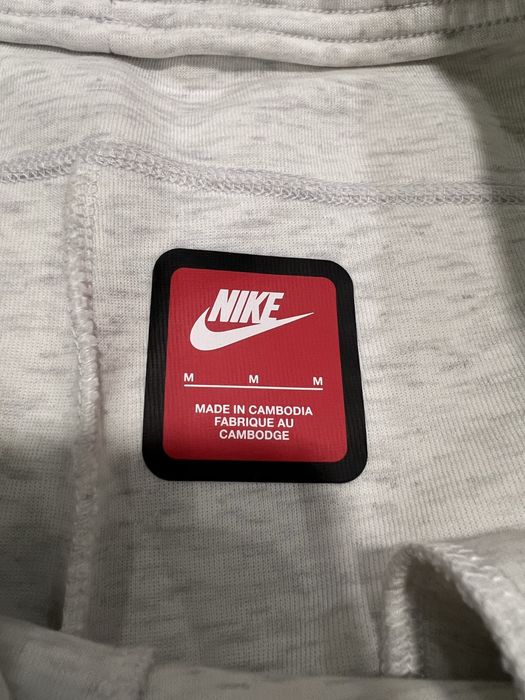 NIKE
M M M
MADE IN CAMBODIA
FABRIQUE AU
CAMBODGE